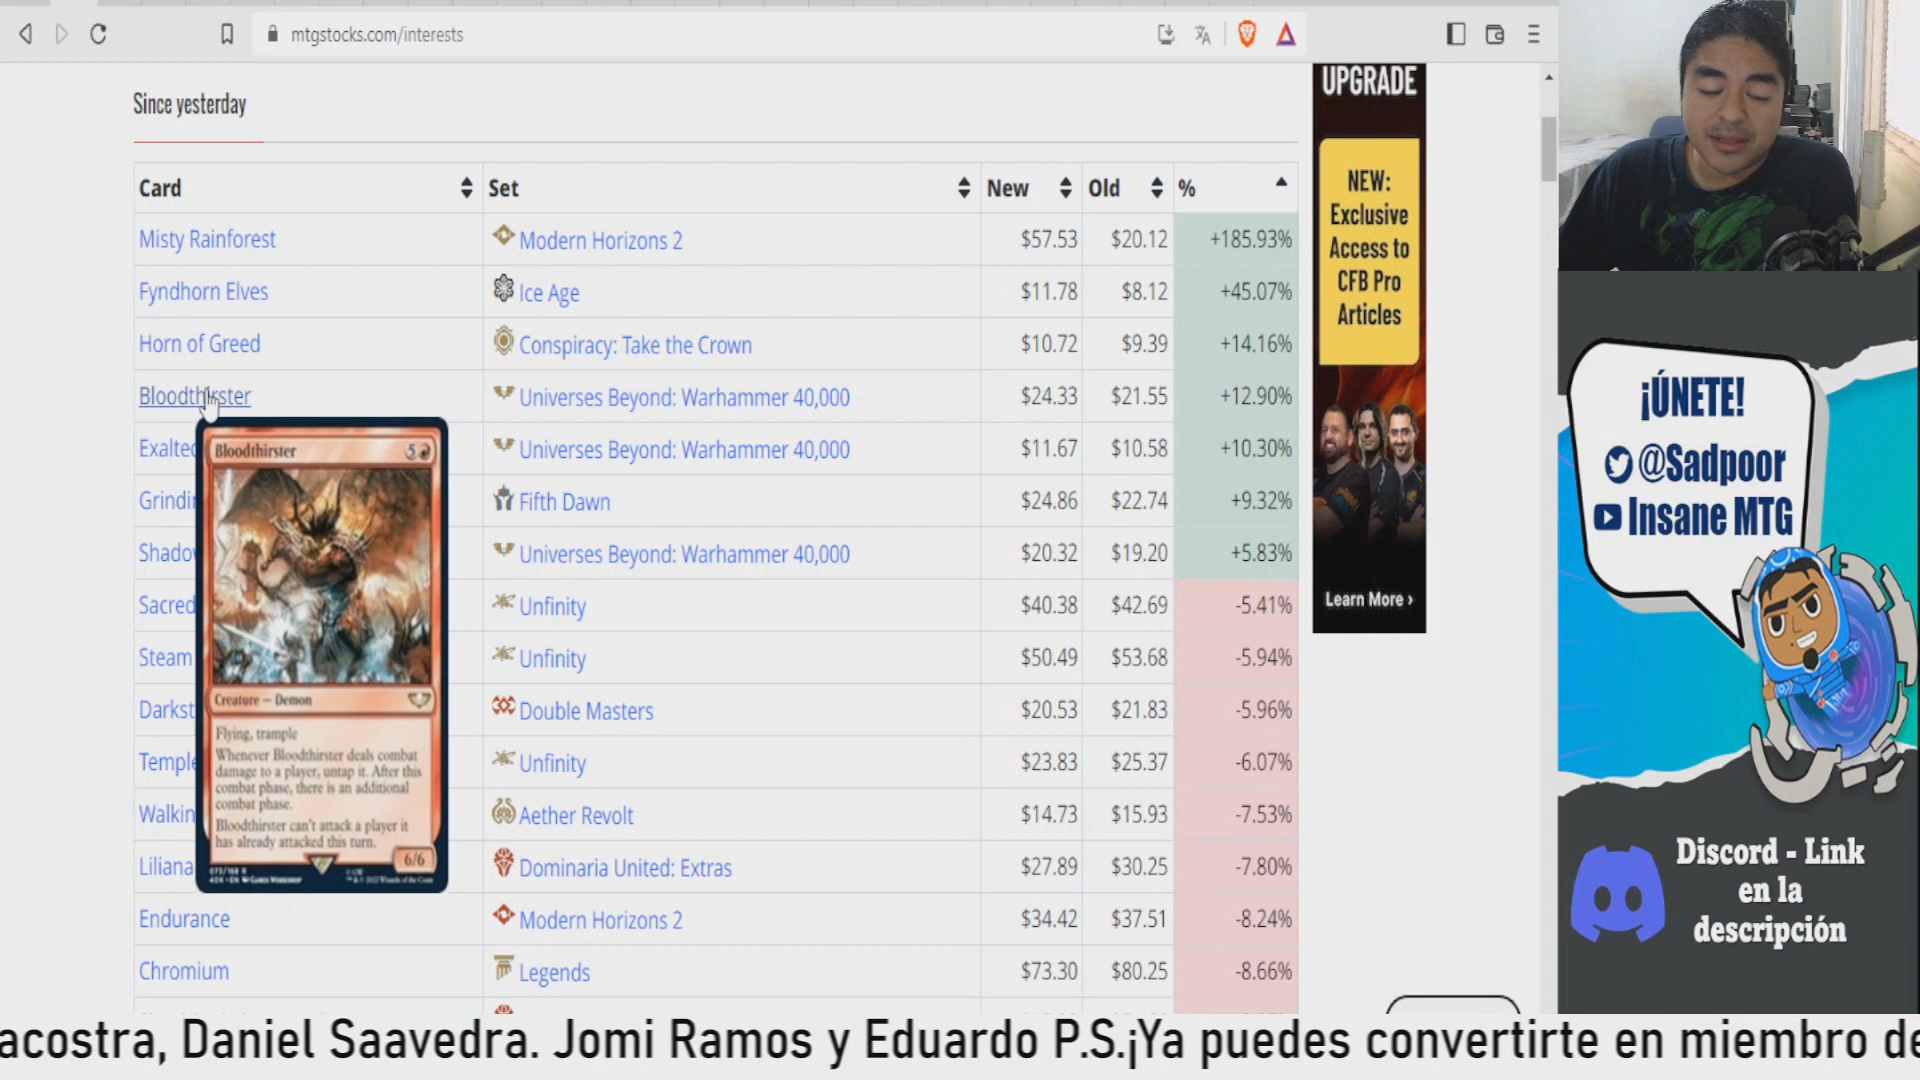 mtgstocks.com/interests
Since yesterday
Card Set New Old %
Misty Rainforest Modern Horizons 2 $57.53 $20.12 +185.93%
Fyndhorn Elves Ice Age $11.78 $8.12 +45.07%
Horn of Greed Conspiracy: Take the Crown $10.72 $9.39 +14.16%
Bloodthirster Universes Beyond: Warhammer 40,000 $24.33 $21.55 +12.90%
Exalted Universes Beyond: Warhammer 40,000 $11.67 $10.58 +10.30%
Grindi Fifth Dawn $24.86 $22.74 +9.32%
Shado Universes Beyond: Warhammer 40,000 $20.32 $19.20 +5.83%
Sacred Unfinity $40.38 $42.69 -5.41%
Steam Unfinity $50.49 $53.68 -5.94%
Darkst Double Masters $20.53 $21.83 -5.96%
Temple Unfinity $23.83 $25.37 -6.07%
Walkin Aether Revolt $14.73 $15.93 -7.53%
Liliana Dominaria United: Extras $27.89 $30.25 -7.80%
Endurance Modern Horizons 2 $34.42 $37.51 -8.24%
Chromium Legends $73.30 $80.25 -8.66%
Bloodthirster 5
Creature – Demon
Flying, trample
Whenever Bloodthirster deals combat
damage to a player, untap it. After this
combat phase, there is an additional
combat phase.
Bloodthirster can't attack a player it
has already attacked this turn.
6/6
UPGRADE
NEW:
Exclusive
Access to
CFB Pro
Articles
Learn More ›
¡ÚNETE!
@Sadpoor
Insane MTG
Discord - Link
en la
descripción
acostra, Daniel Saavedra. Jomi Ramos y Eduardo P.S.¡Ya puedes convertirte en miembro de